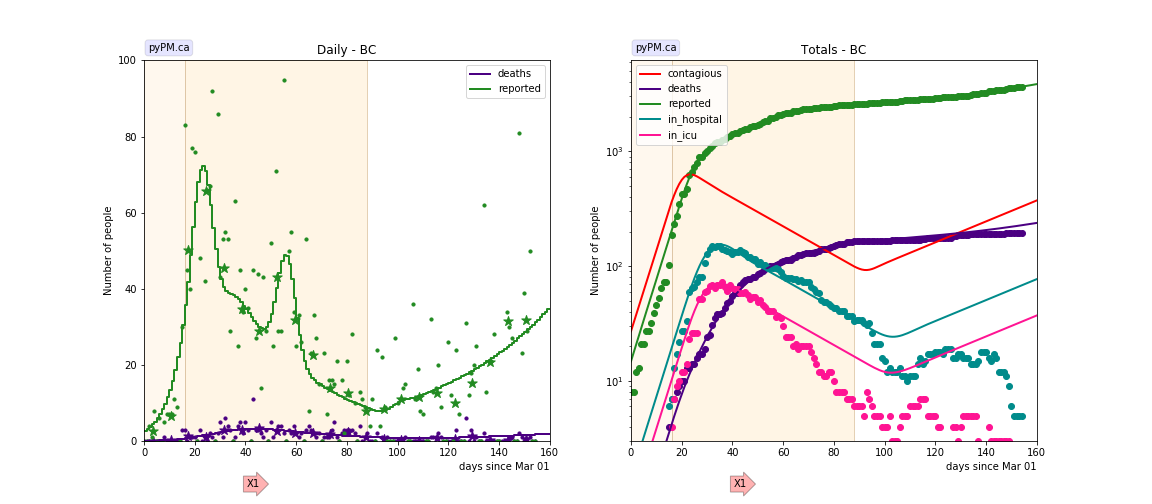 pyPM.ca
Daily - BC
deaths
reported
Number of people
100
80
60
40
20
0
0 20 40 60 80 100 120 140 160
days since Mar 01
X1
pyPM.ca
Totals - BC
contagious
deaths
reported
in_hospital
in_icu
Number of people
10³
10²
10¹
0 20 40 60 80 100 120 140 160
days since Mar 01
X1